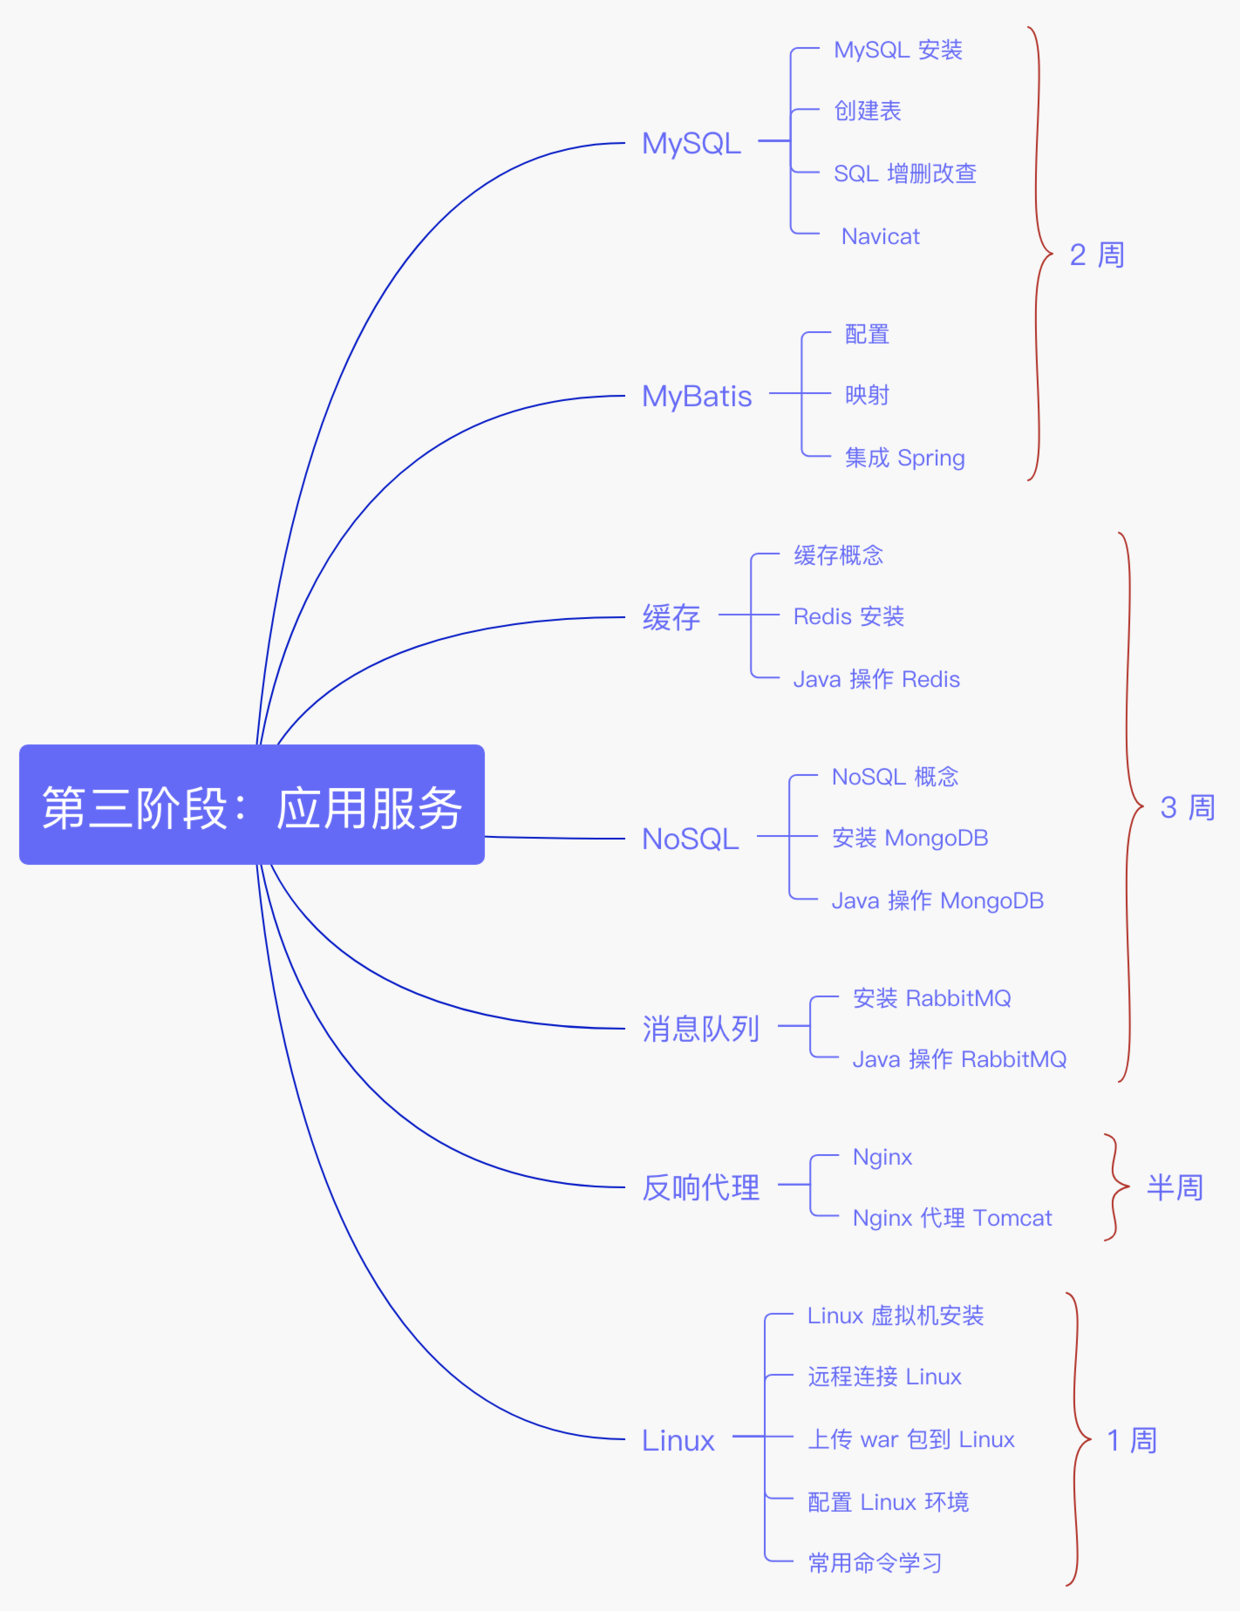 第三阶段：应用服务
MySQL
MySQL 安装
创建表
SQL 增删改查
Navicat
MyBatis
配置
映射
集成 Spring
2 周
缓存
缓存概念
Redis 安装
Java 操作 Redis
NoSQL
NoSQL 概念
安装 MongoDB
Java 操作 MongoDB
消息队列
安装 RabbitMQ
Java 操作 RabbitMQ
3 周
反响代理
Nginx
Nginx 代理 Tomcat
半周
Linux
Linux 虚拟机安装
远程连接 Linux
上传 war 包到 Linux
配置 Linux 环境
常用命令学习
1 周